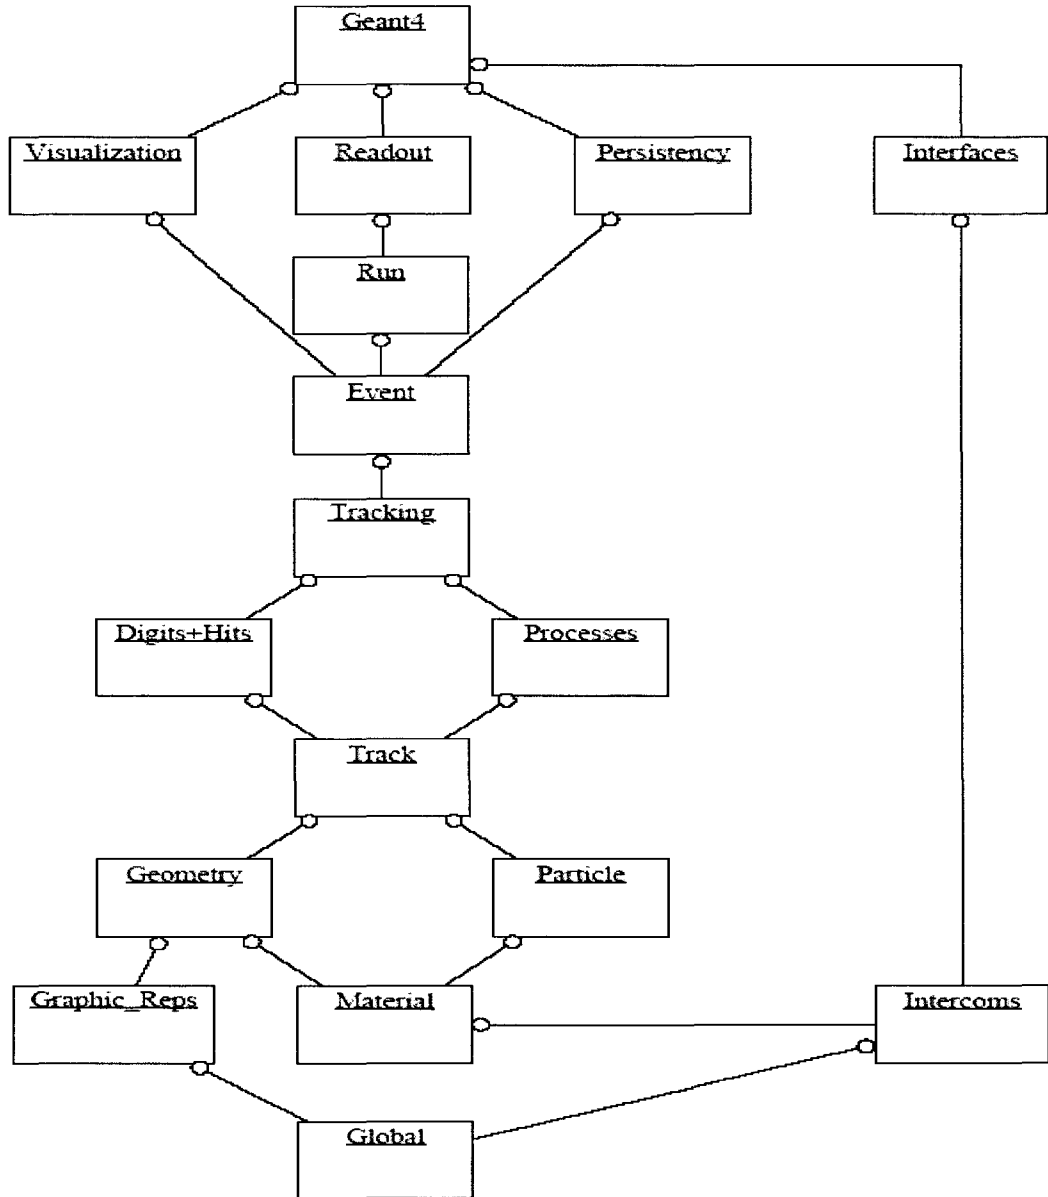 Geant4
Visualization
Readout
Persistency
Interfaces
Run
Event
Tracking
Digits+Hits
Processes
Track
Geometry
Particle
Graphic_Reps
Material
Intercoms
Global